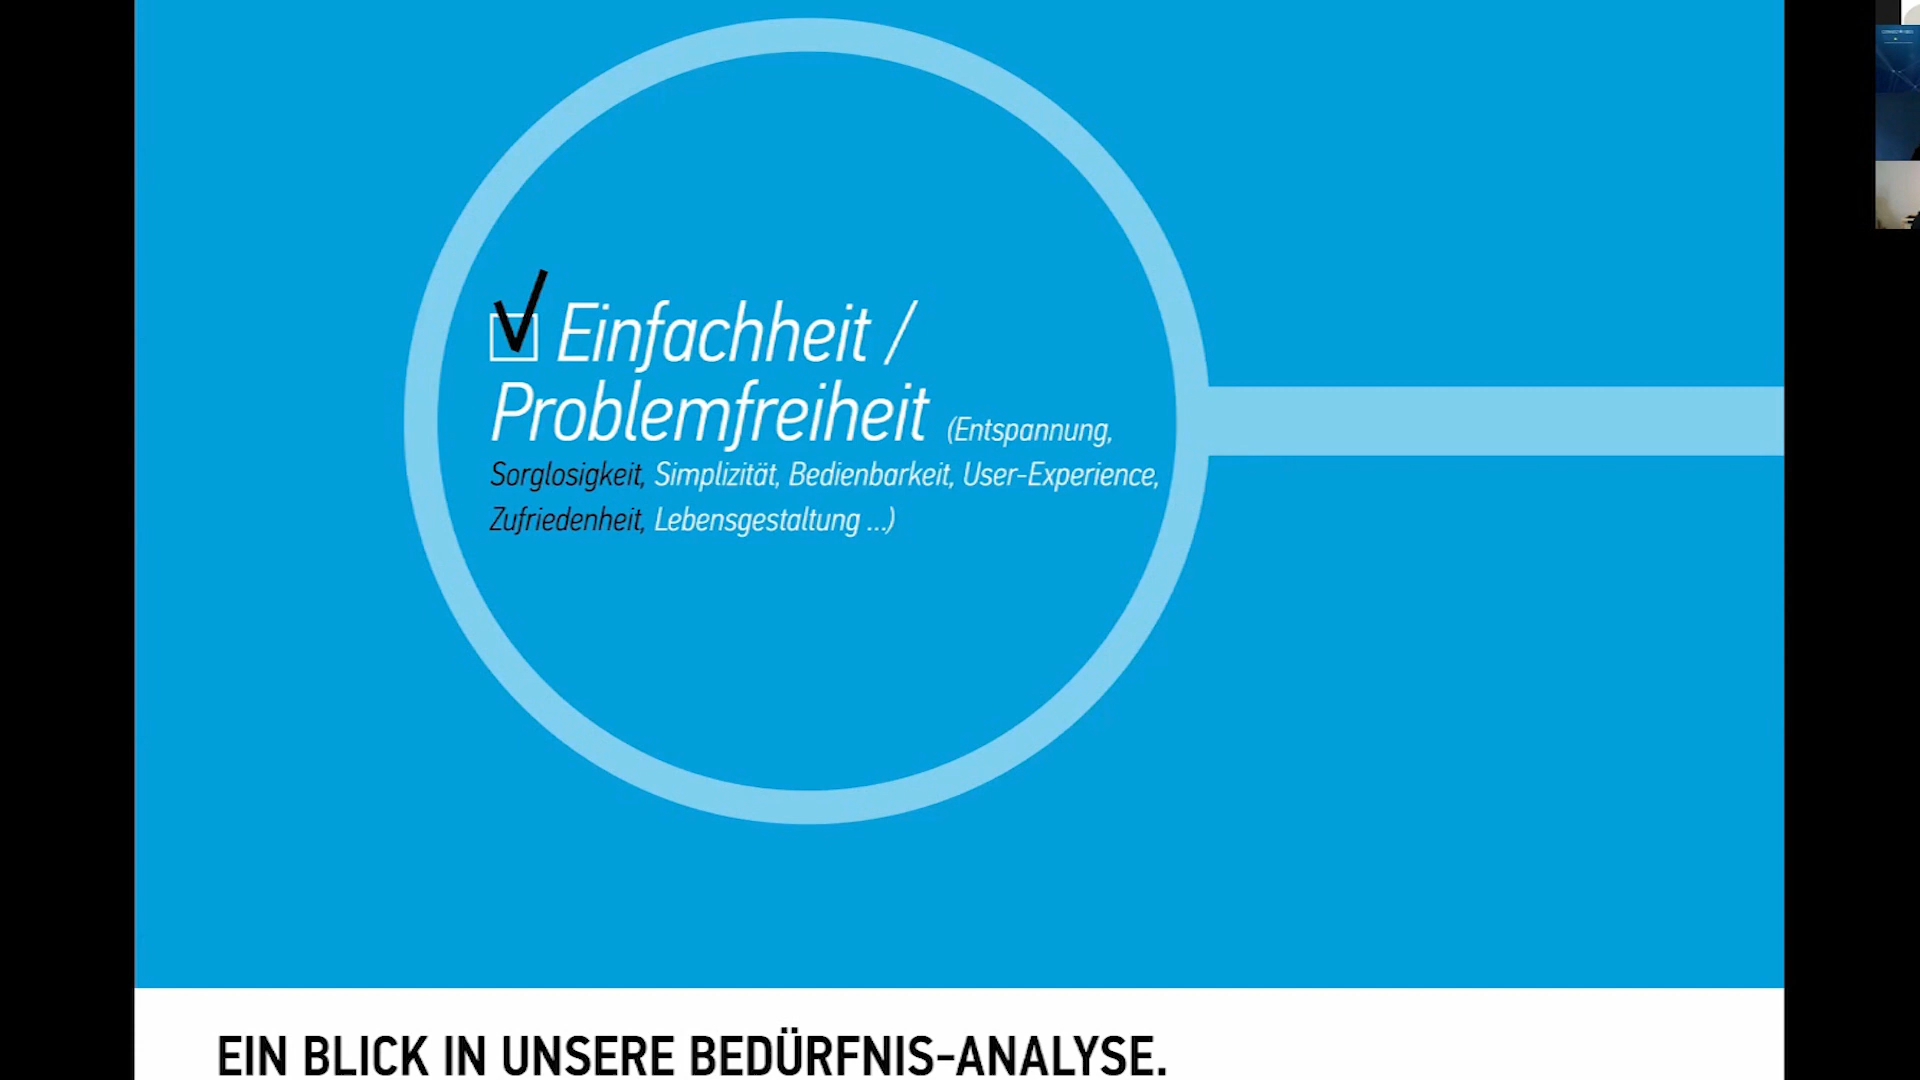 Einfachheit /
Problemfreiheit (Entspannung,
Sorglosigkeit, Simplizität, Bedienbarkeit, User-Experience,
Zufriedenheit, Lebensgestaltung ...)
EIN BLICK IN UNSERE BEDÜRFNIS-ANALYSE.